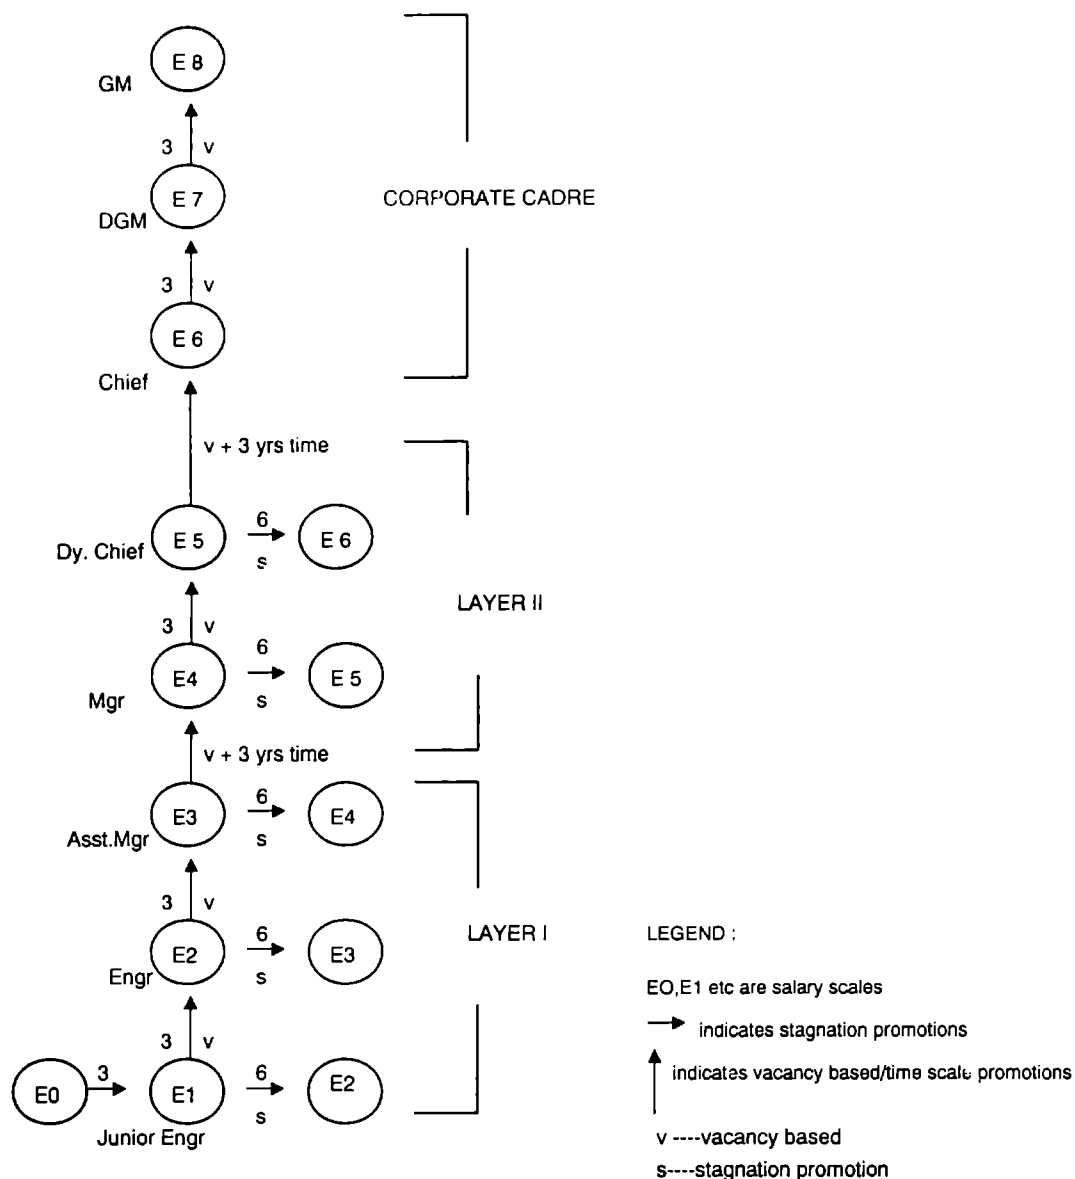 E 8
GM
3 v
E 7
CORPORATE CADRE
DGM
3 v
E 6
Chief
v + 3 yrs time
E 5 6 s E 6
Dy. Chief
LAYER II
3 v
E4 6 s E 5
Mgr
v + 3 yrs time
E3 6 s E4
Asst.Mgr
3 v
LAYER I
E2 6 s E3
Engr
3 v
E0 3 E1 6 s E2
Junior Engr
LEGEND :
EO,E1 etc are salary scales
indicates stagnation promotions
indicates vacancy based/time scale promotions
v ----vacancy based
s----stagnation promotion